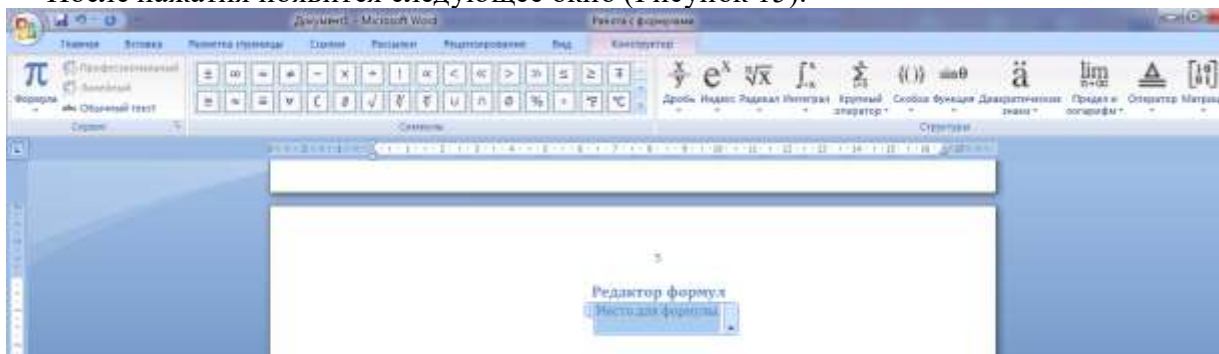 После нажатия появится следующее окно (Рисунок 15).
Документ1 - Microsoft Word
Работа с формулами
Главная Вставка Разметка страницы Ссылки Рассылки Рецензирование Вид Конструктор
π e^x
Формула
Профессиональный
Линейный
abc Обычный текст
Дробь Индекс Радикал Интеграл Крупный оператор Скобка Функция Диакритические знаки Предел и логарифм Оператор Матрица
Сервис Символы Структуры
5
Редактор формул
Место для формулы.